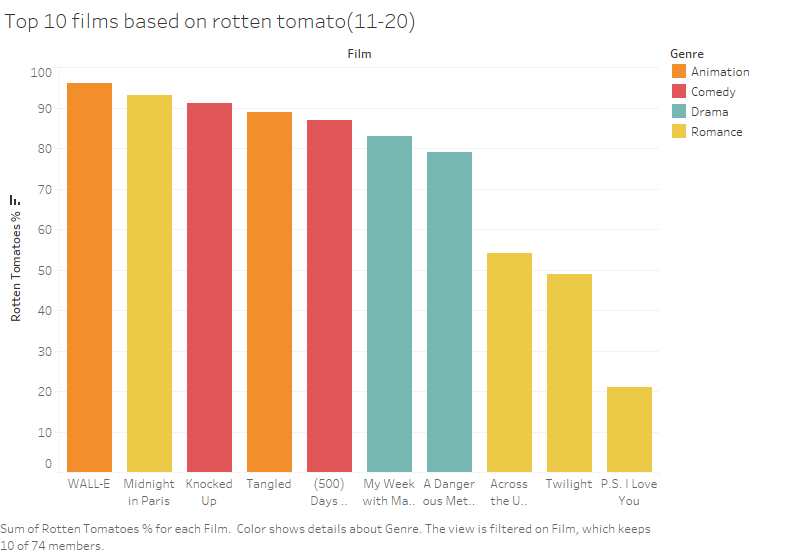 Top 10 films based on rotten tomato(11-20)
Film
Genre
Animation
Comedy
Drama
Romance
Rotten Tomatoes %
100
90
80
70
60
50
40
30
20
10
0
WALL-E
Midnight
in Paris
Knocked
Up
Tangled
(500)
Days ..
My Week
with Ma..
A Danger
ous Met..
Across
the U..
Twilight
P.S. I Love
You
Sum of Rotten Tomatoes % for each Film.  Color shows details about Genre. The view is filtered on Film, which keeps
10 of 74 members.